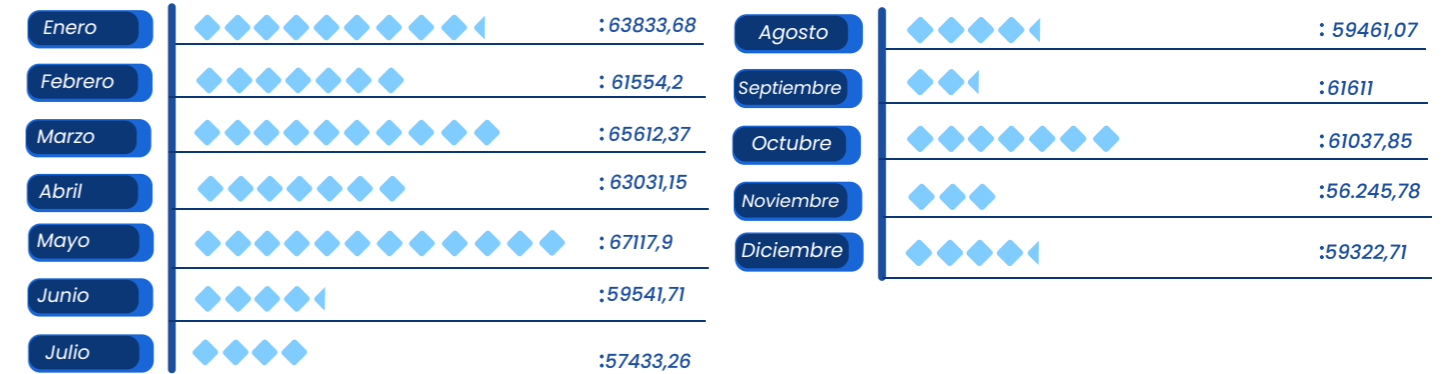 Enero :63833,68
Febrero : 61554,2
Marzo :65612,37
Abril : 63031,15
Mayo : 67117,9
Junio :59541,71
Julio :57433,26
Agosto : 59461,07
Septiembre :61611
Octubre :61037,85
Noviembre :56.245,78
Diciembre :59322,71